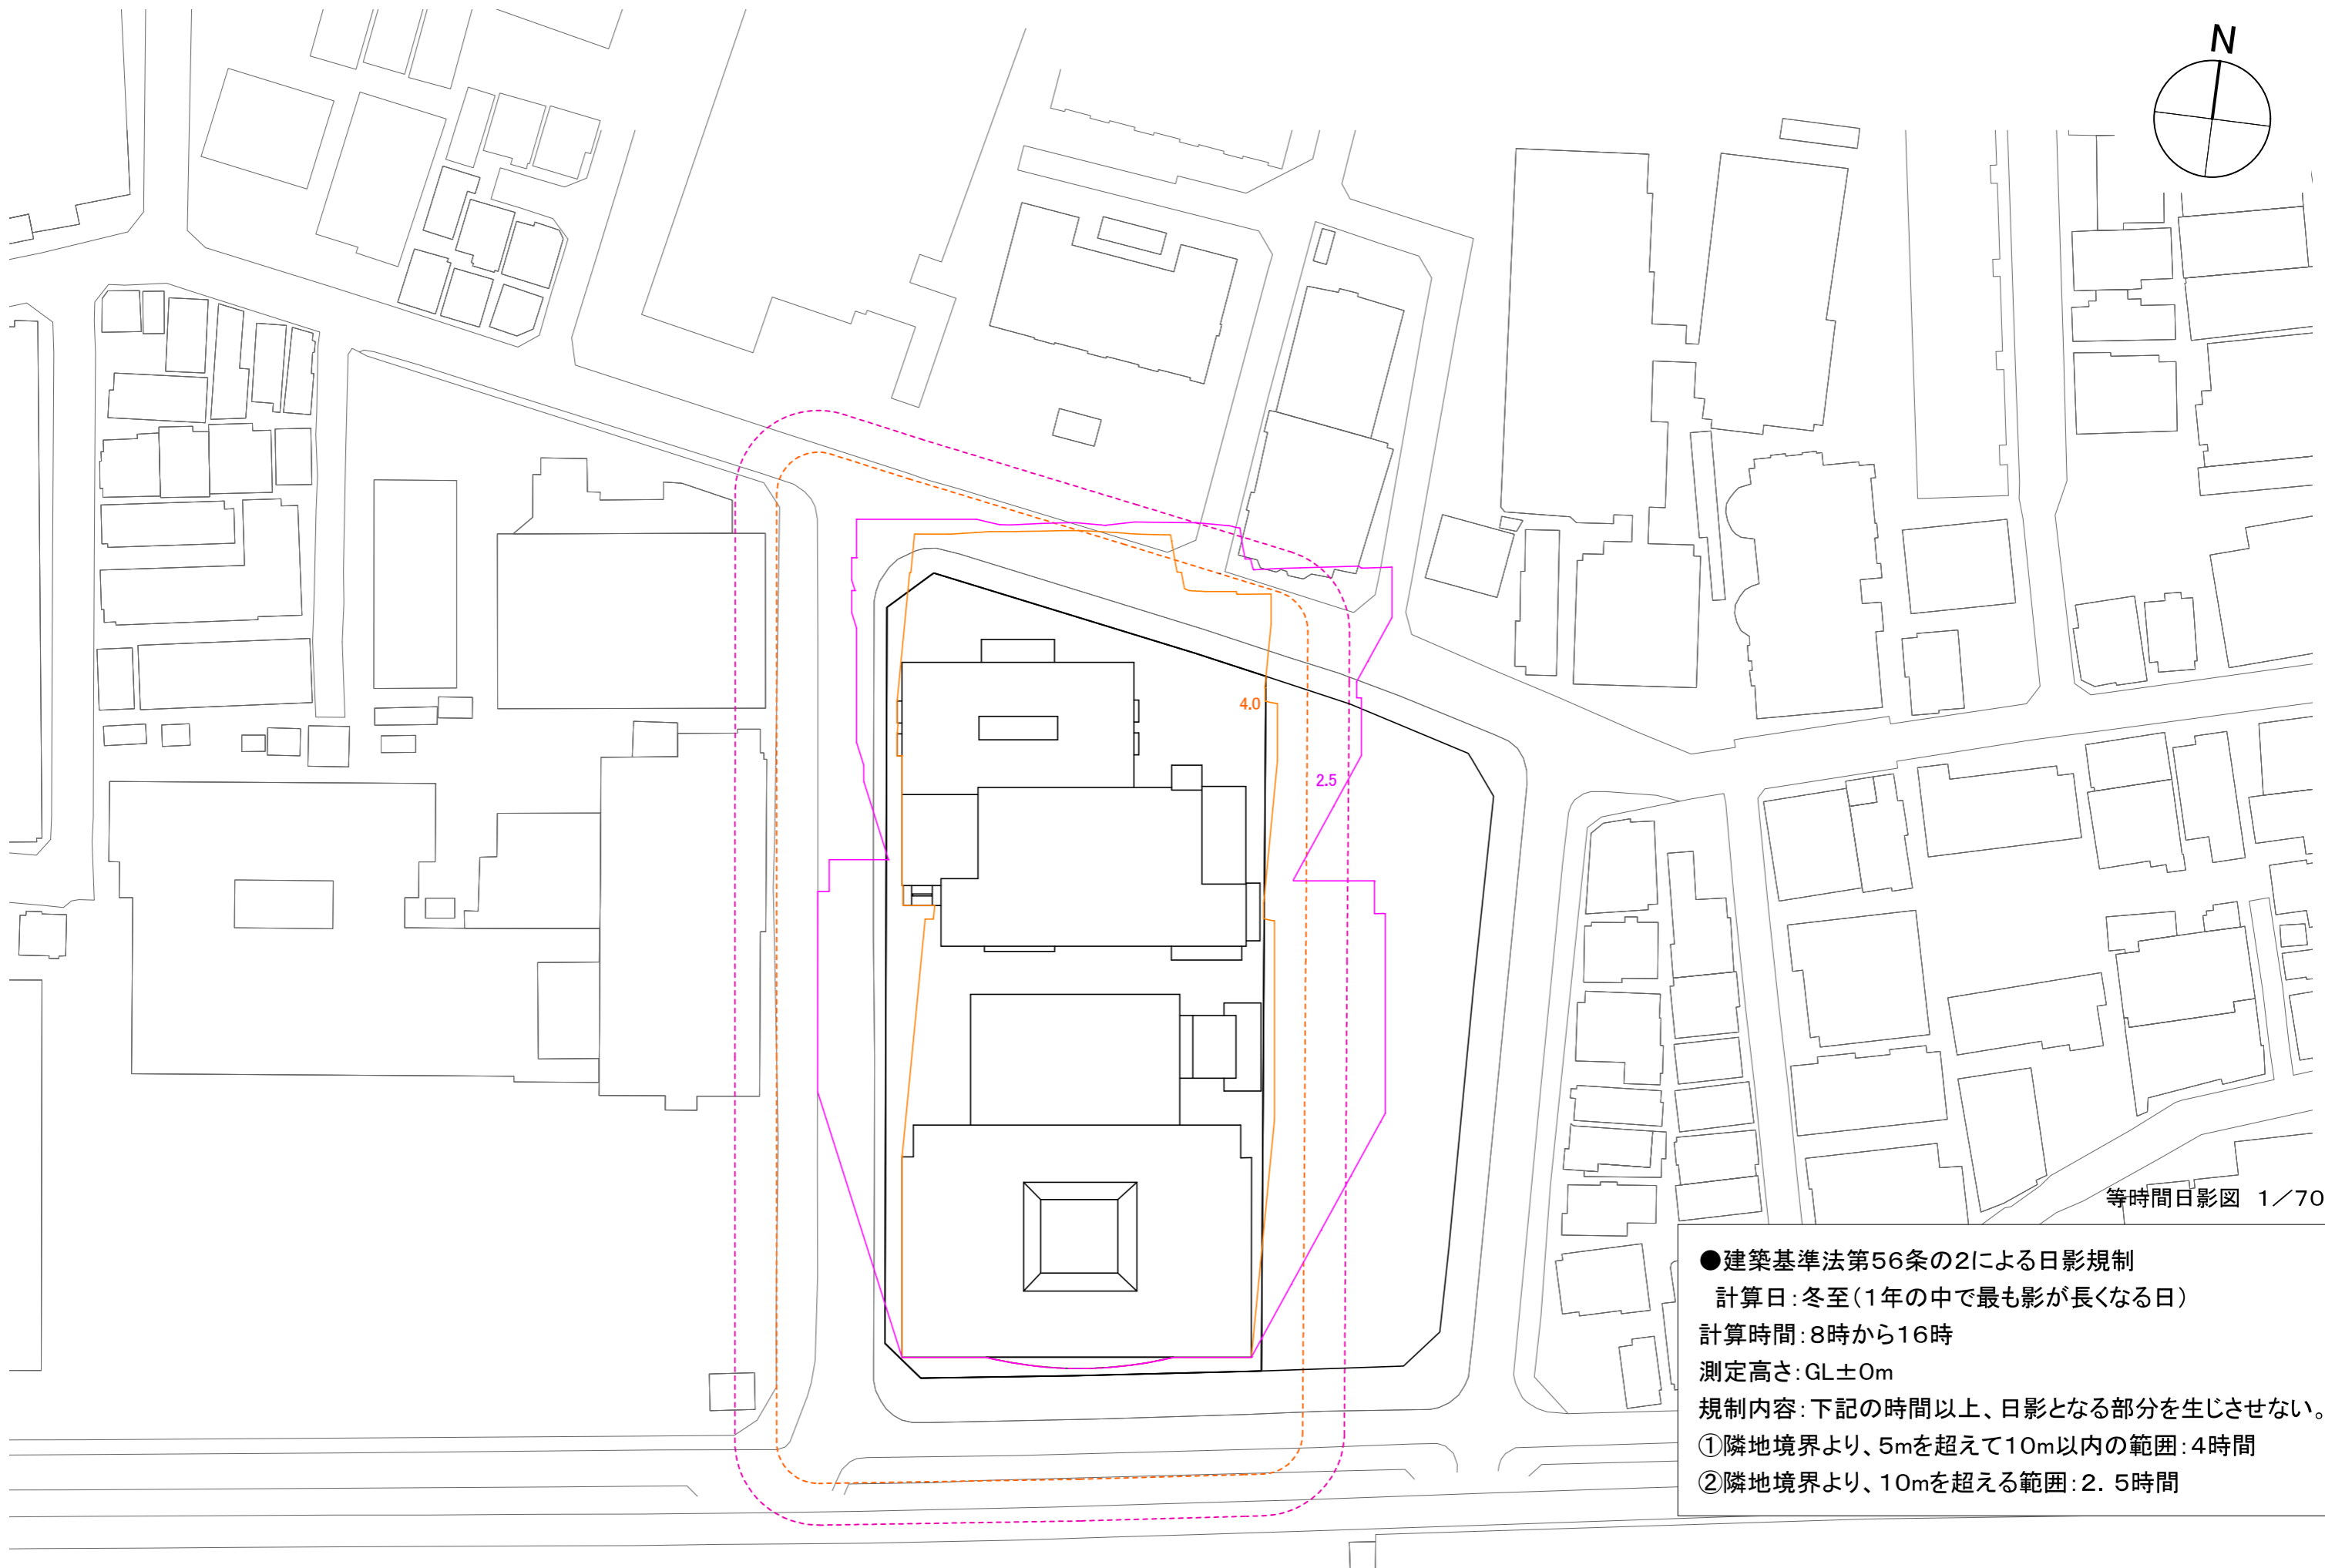 N
4.0
2.5
等時間日影図 1/70
●建築基準法第56条の2による日影規制
計算日:冬至(1年の中で最も影が長くなる日)
計算時間:8時から16時
測定高さ:GL±0m
規制内容:下記の時間以上、日影となる部分を生じさせない。
①隣地境界より、5mを超えて10m以内の範囲:4時間
②隣地境界より、10mを超える範囲:2.5時間